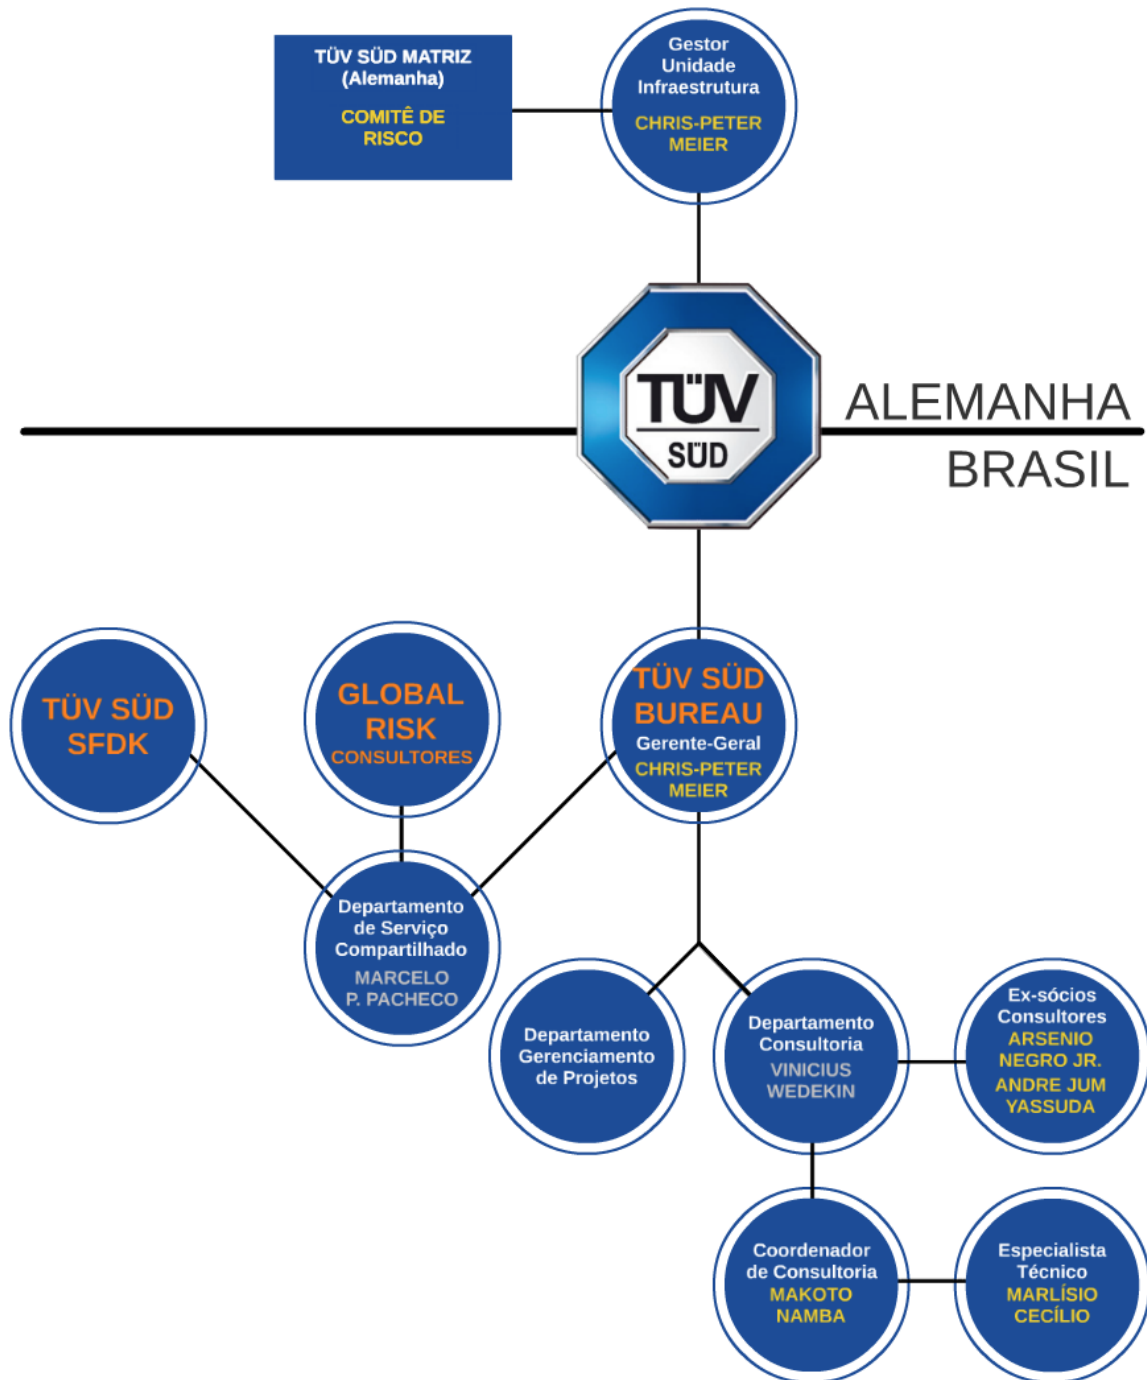 TÜV SÜD MATRIZ
(Alemanha)
COMITÊ DE
RISCO
Gestor
Unidade
Infraestrutura
CHRIS-PETER
MEIER
TÜV
SÜD
ALEMANHA
BRASIL
TÜV SÜD
SFDK
GLOBAL
RISK
CONSULTORES
TÜV SÜD
BUREAU
Gerente-Geral
CHRIS-PETER
MEIER
Departamento
de Serviço
Compartilhado
MARCELO
P. PACHECO
Departamento
Gerenciamento
de Projetos
Departamento
Consultoria
VINICIUS
WEDEKIN
Ex-sócios
Consultores
ARSENIO
NEGRO JR.
ANDRE JUM
YASSUDA
Coordenador
de Consultoria
MAKOTO
NAMBA
Especialista
Técnico
MARLÍSIO
CECÍLIO